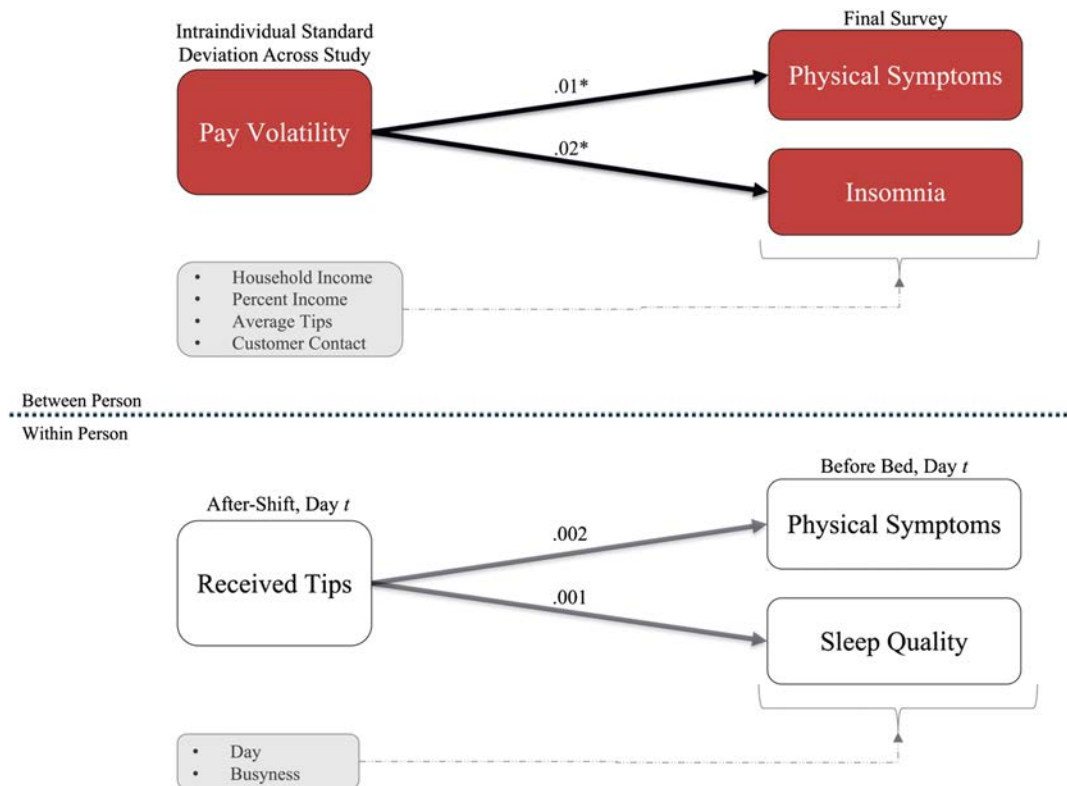 Intraindividual Standard
Deviation Across Study
Pay Volatility
.01*
.02*
Final Survey
Physical Symptoms
Insomnia
• Household Income
• Percent Income
• Average Tips
• Customer Contact
Between Person
Within Person
After-Shift, Day t
Received Tips
.002
.001
Before Bed, Day t
Physical Symptoms
Sleep Quality
• Day
• Busyness